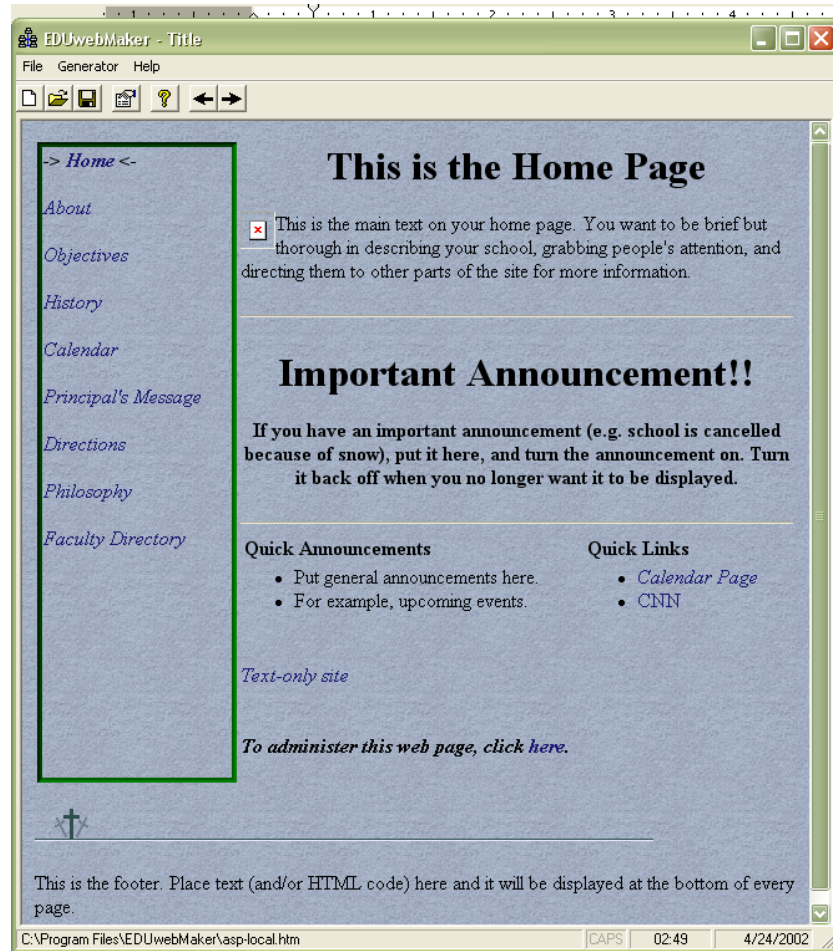 1 1 2 3 4
EDUwebMaker - Title
File Generator Help
-> Home <-
About
Objectives
History
Calendar
Principal's Message
Directions
Philosophy
Faculty Directory
This is the Home Page
This is the main text on your home page. You want to be brief but
thorough in describing your school, grabbing people's attention, and
directing them to other parts of the site for more information.
Important Announcement!!
If you have an important announcement (e.g. school is cancelled
because of snow), put it here, and turn the announcement on. Turn
it back off when you no longer want it to be displayed.
Quick Announcements
• Put general announcements here.
• For example, upcoming events.
Quick Links
• Calendar Page
• CNN
Text-only site
To administer this web page, click here.
This is the footer. Place text (and/or HTML code) here and it will be displayed at the bottom of every
page.
C:\Program Files\EDUwebMaker\asp-local.htm CAPS 02:49 4/24/2002